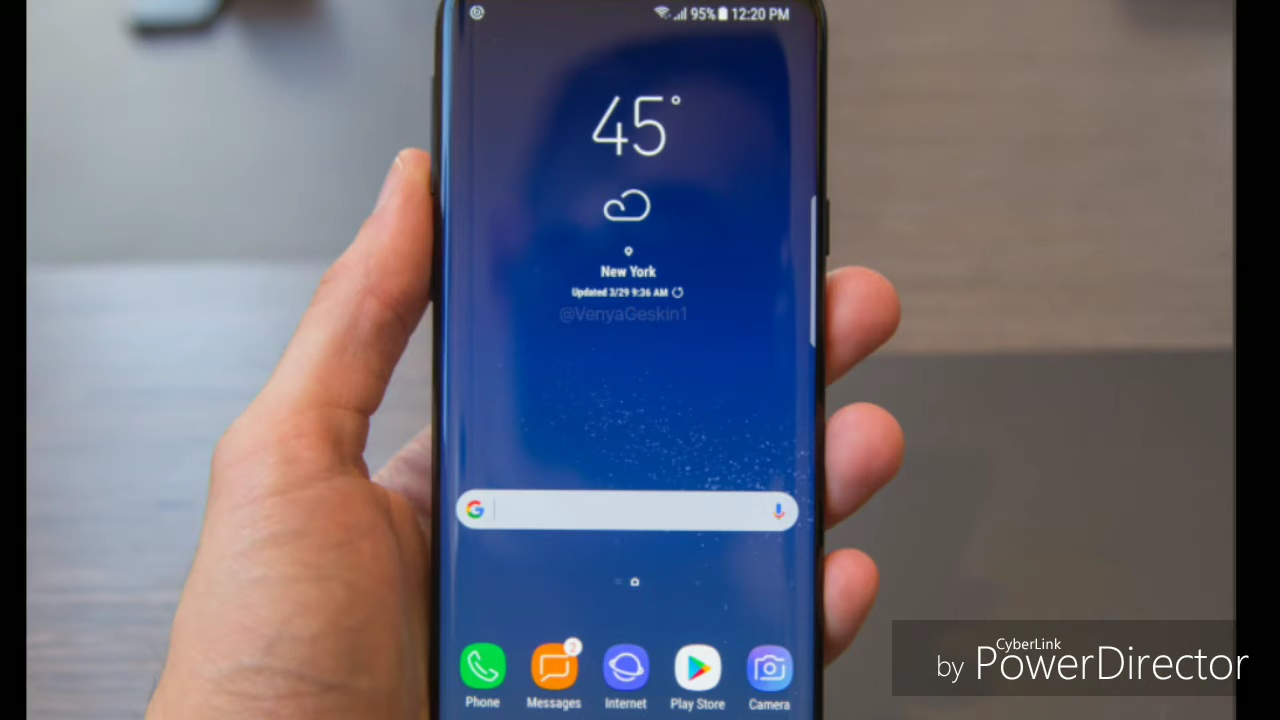 95% 12:20 PM
45°
New York
Updated 3/29 9:36 AM
@VenyaGeskin1
G
2
Phone Messages Internet Play Store Camera
CyberLink
by PowerDirector